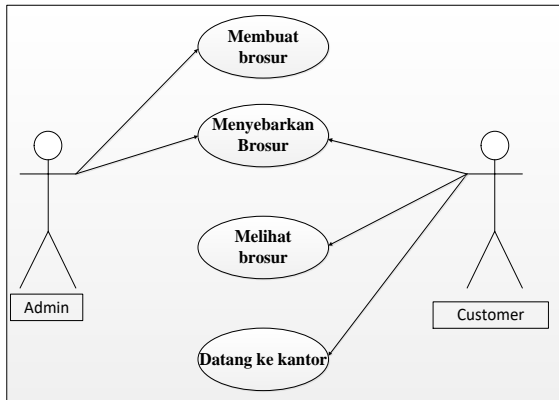 Membuat
brosur
Menyebarkan
Brosur
Melihat
brosur
Datang ke kantor
Admin
Customer